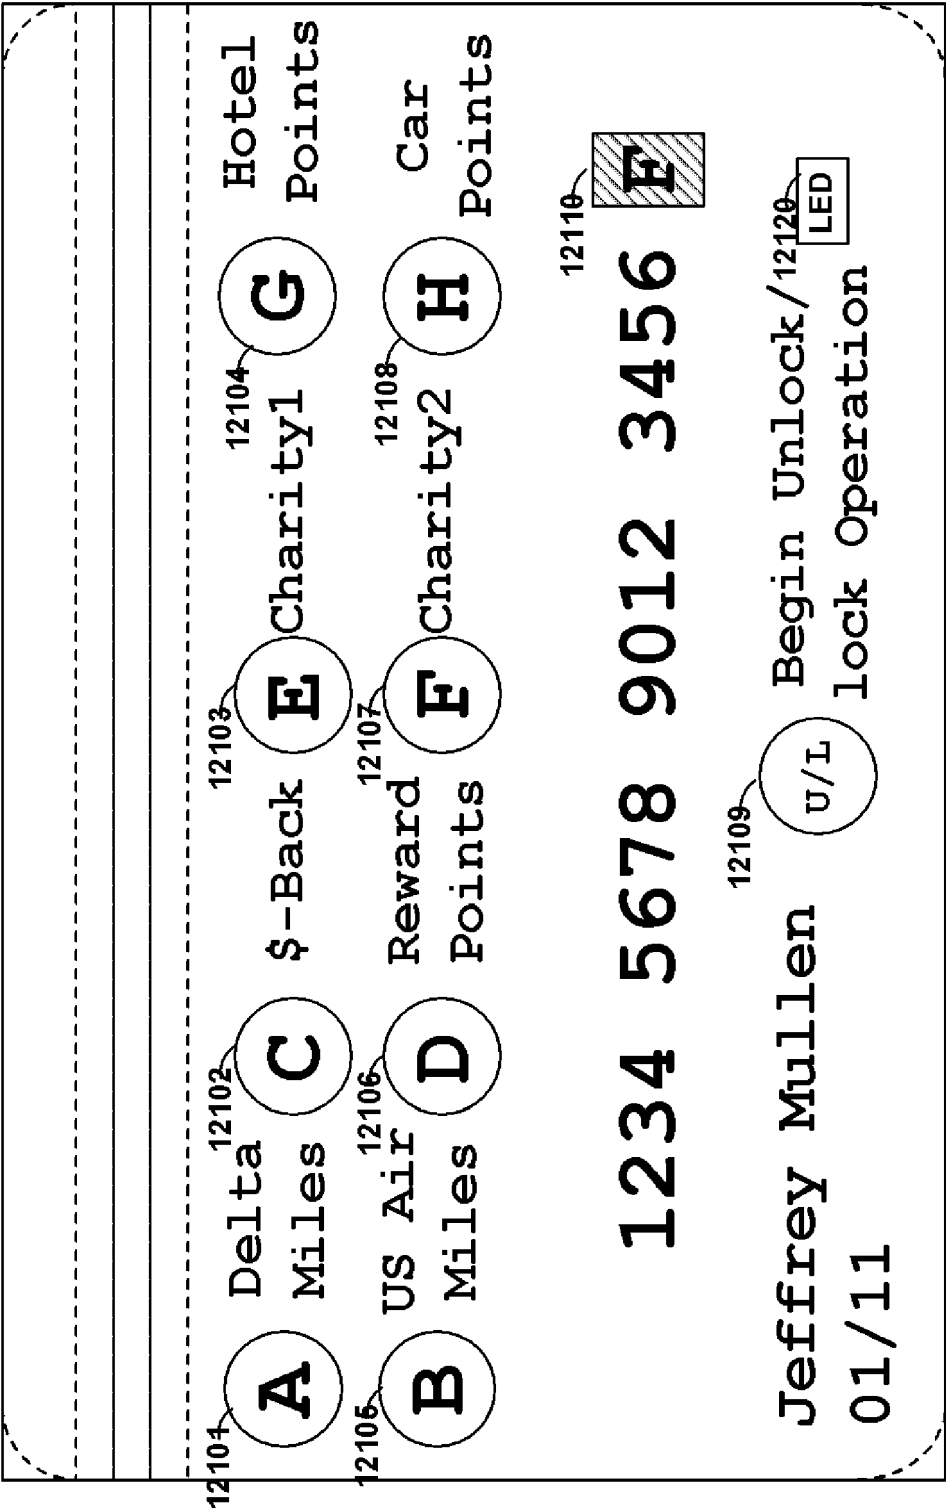 12101 12102 12103 12104
A Delta Miles C $-Back E Charity1 G Hotel Points
12105 12106 12107 12108
B US Air Miles D Reward Points F Charity2 H Car Points
12110
1234 5678 9012 3456 F
12109
Jeffrey Mullen U/L Begin Unlock/ 12120 LED
01/11 lock Operation